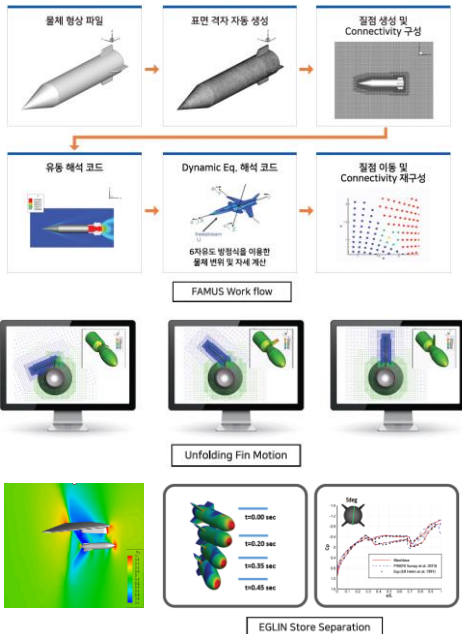 물체 형상 파일
표면 격자 자동 생성
질점 생성 및
Connectivity 구성
유동 해석 코드
Dynamic Eq. 해석 코드
질점 이동 및
Connectivity 재구성
freestream
6자유도 방정식을 이용한
물체 변위 및 자세 계산
FAMUS Work flow
Unfolding Fin Motion
t=0.00 sec
t=0.20 sec
t=0.35 sec
t=0.45 sec
5deg
Cp
x/L
EGLIN Store Separation